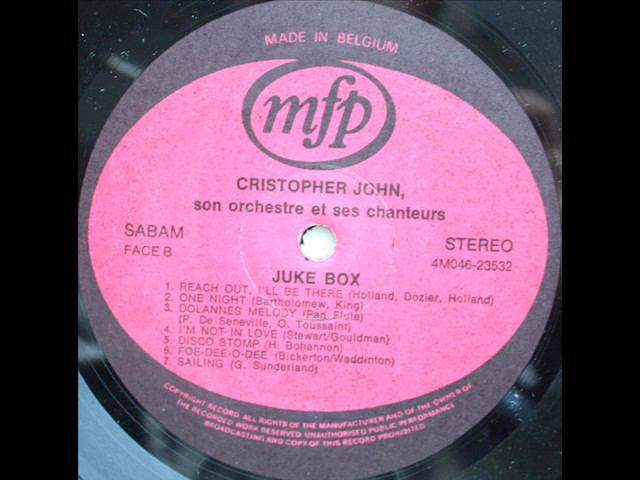 MADE IN BELGIUM
mfp
CRISTOPHER JOHN,
son orchestre et ses chanteurs
SABAM
FACE B
STEREO
4M046-23532
JUKE BOX
1. REACH OUT, I'LL BE THERE (Holland, Dozier, Holland)
2. ONE NIGHT (Bartholomew, King)
3. DOLANNES MELODY (Pan Flute)
(P. De Seneville, O. Toussaint)
4. I'M NOT IN LOVE (Stewart/Gouldman)
5. DISCO STOMP (H. Bohannon)
6. FOE-DEE-O-DEE (Bickerton/Waddinton)
7. SAILING (G. Sunderland)
COPYRIGHT RECORD. ALL RIGHTS OF THE MANUFACTURER AND OF THE OWNER OF
THE RECORDED WORK RESERVED. UNAUTHORISED PUBLIC PERFORMANCE
BROADCASTING AND COPY OF THIS RECORD PROHIBITED